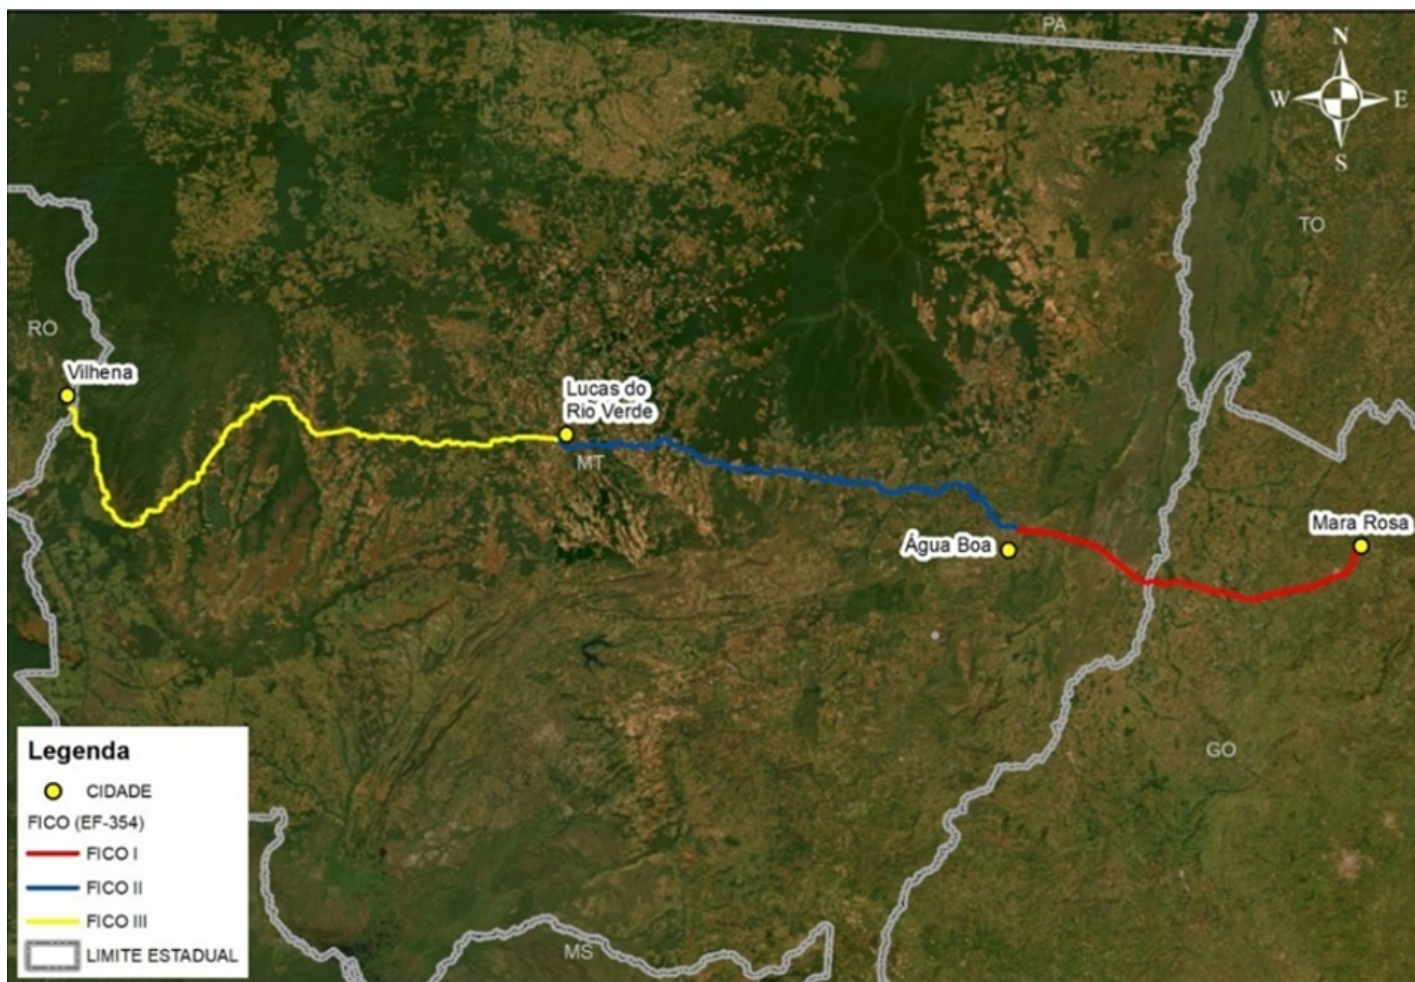 PA
N
W
E
S
TO
RO
Vilhena
Lucas do
Rio Verde
MT
Água Boa
Mara Rosa
GO
MS
Legenda
CIDADE
FICO (EF-354)
FICO I
FICO II
FICO III
LIMITE ESTADUAL